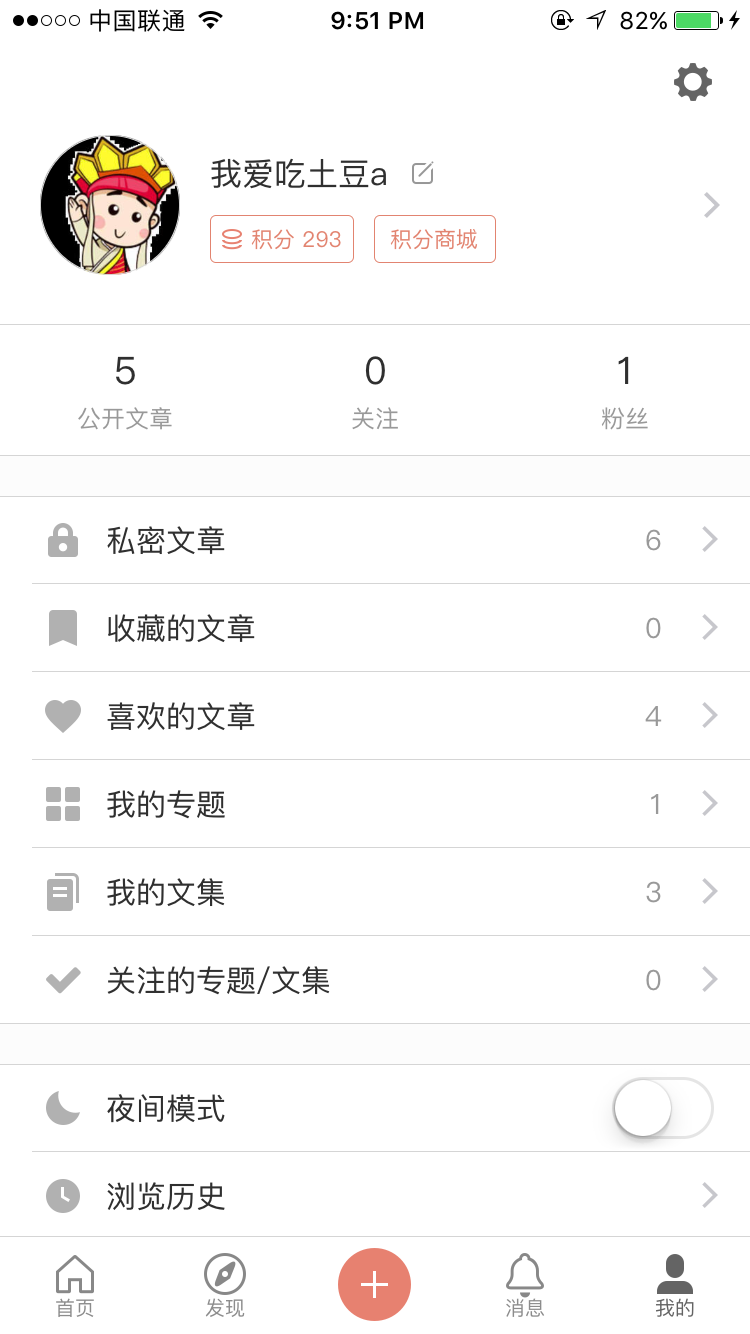 中国联通 9:51 PM 82%
我爱吃土豆a
积分 293 积分商城
5 0 1
公开文章 关注 粉丝
私密文章 6
收藏的文章 0
喜欢的文章 4
我的专题 1
我的文集 3
关注的专题/文集 0
夜间模式
浏览历史
首页 发现 消息 我的